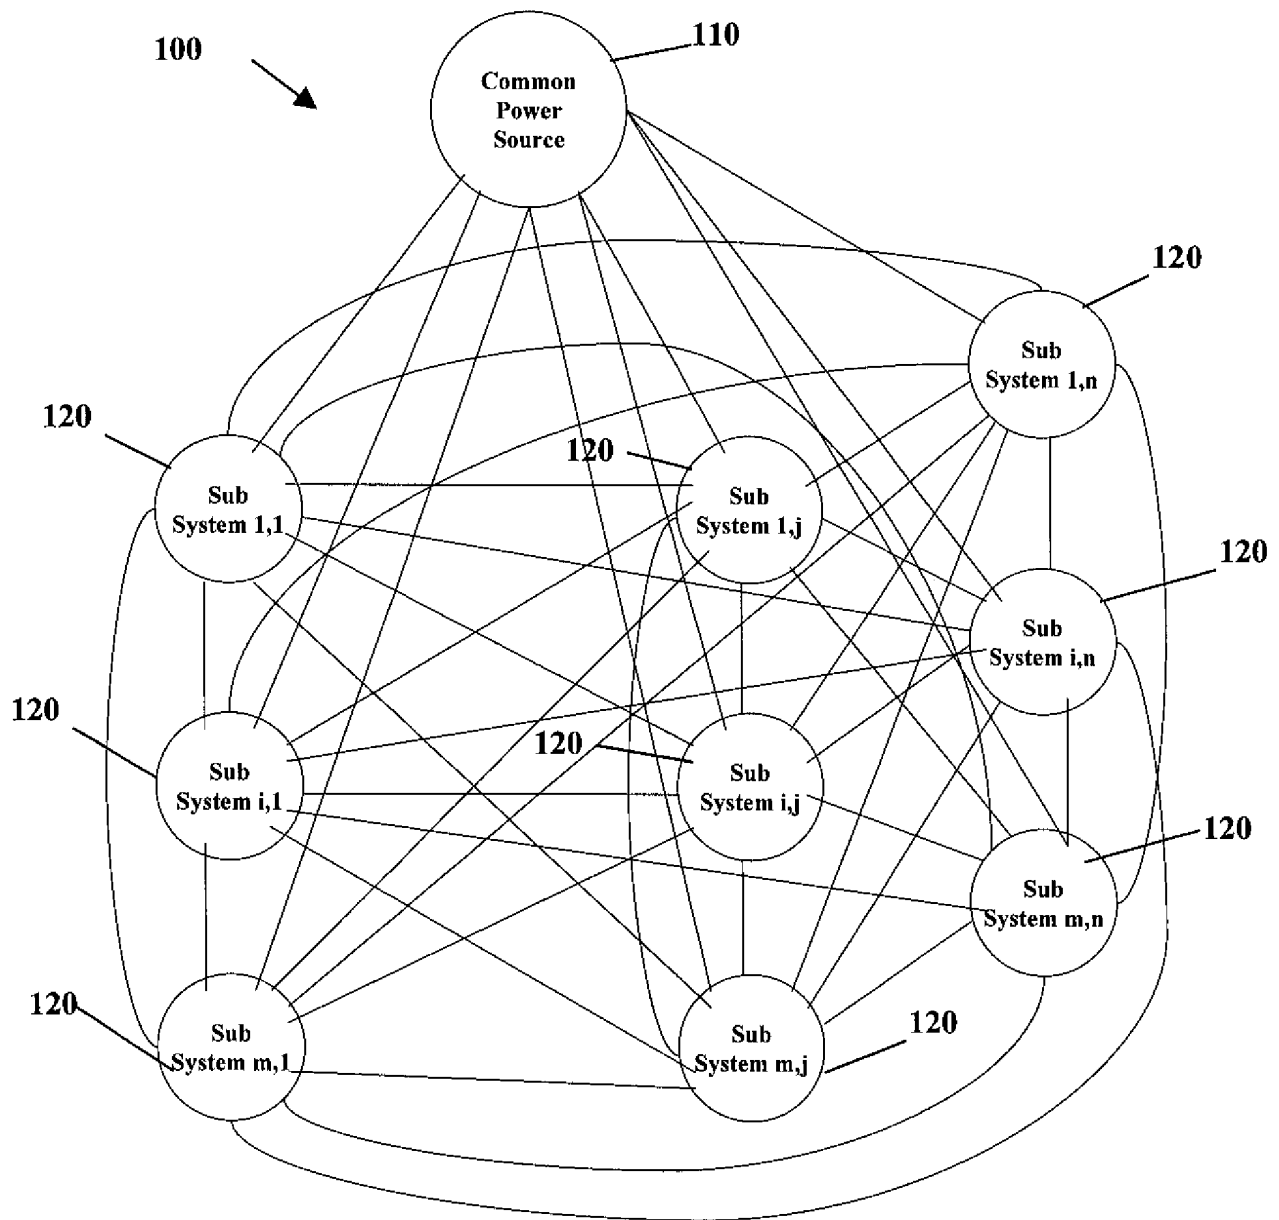 110
100
Common
Power
Source
120
Sub
System 1,n
120
120
Sub
System 1,1
Sub
System 1,j
120
Sub
System i,n
120
120
Sub
System i,1
Sub
System i,j
120
Sub
System m,n
120
120
Sub
System m,1
Sub
System m,j